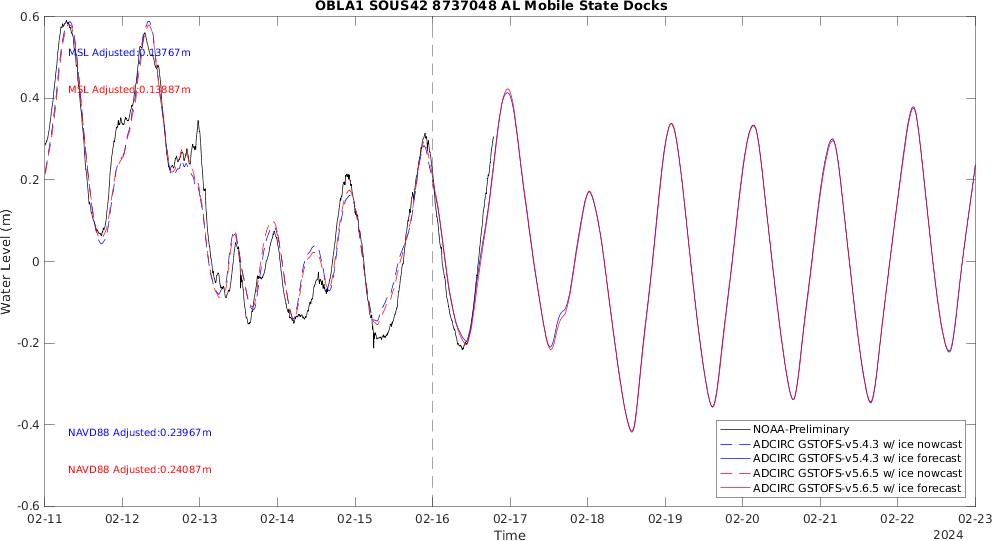 OBLA1 SOUS42 8737048 AL Mobile State Docks
0.6
MSL Adjusted:0.13767m
MSL Adjusted:0.13887m
0.4
0.2
0
-0.2
-0.4
-0.6
Water Level (m)
NAVD88 Adjusted:0.23967m
NAVD88 Adjusted:0.24087m
NOAA-Preliminary
ADCIRC GSTOFS-v5.4.3 w/ ice nowcast
ADCIRC GSTOFS-v5.4.3 w/ ice forecast
ADCIRC GSTOFS-v5.6.5 w/ ice nowcast
ADCIRC GSTOFS-v5.6.5 w/ ice forecast
02-11 02-12 02-13 02-14 02-15 02-16 02-17 02-18 02-19 02-20 02-21 02-22 02-23
Time
2024